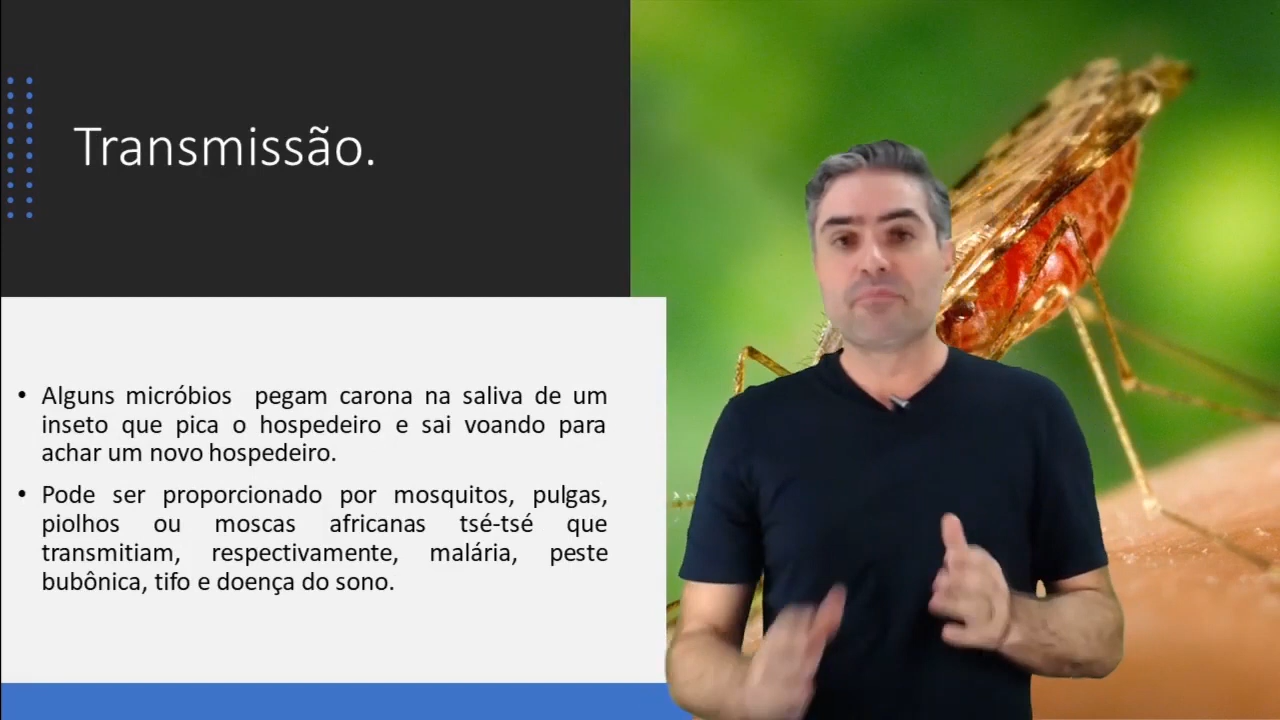 Transmissão.
• Alguns micróbios pegam carona na saliva de um
inseto que pica o hospedeiro e sai voando para
achar um novo hospedeiro.
• Pode ser proporcionado por mosquitos, pulgas,
piolhos ou moscas africanas tsé-tsé que
transmitiam, respectivamente, malária, peste
bubônica, tifo e doença do sono.